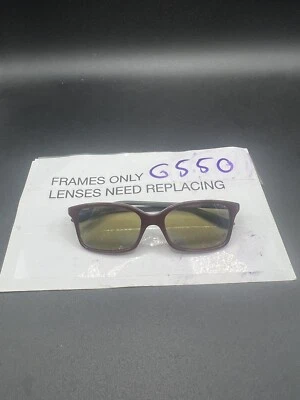 FRAMES ONLY G550
LENSES NEED REPLACING